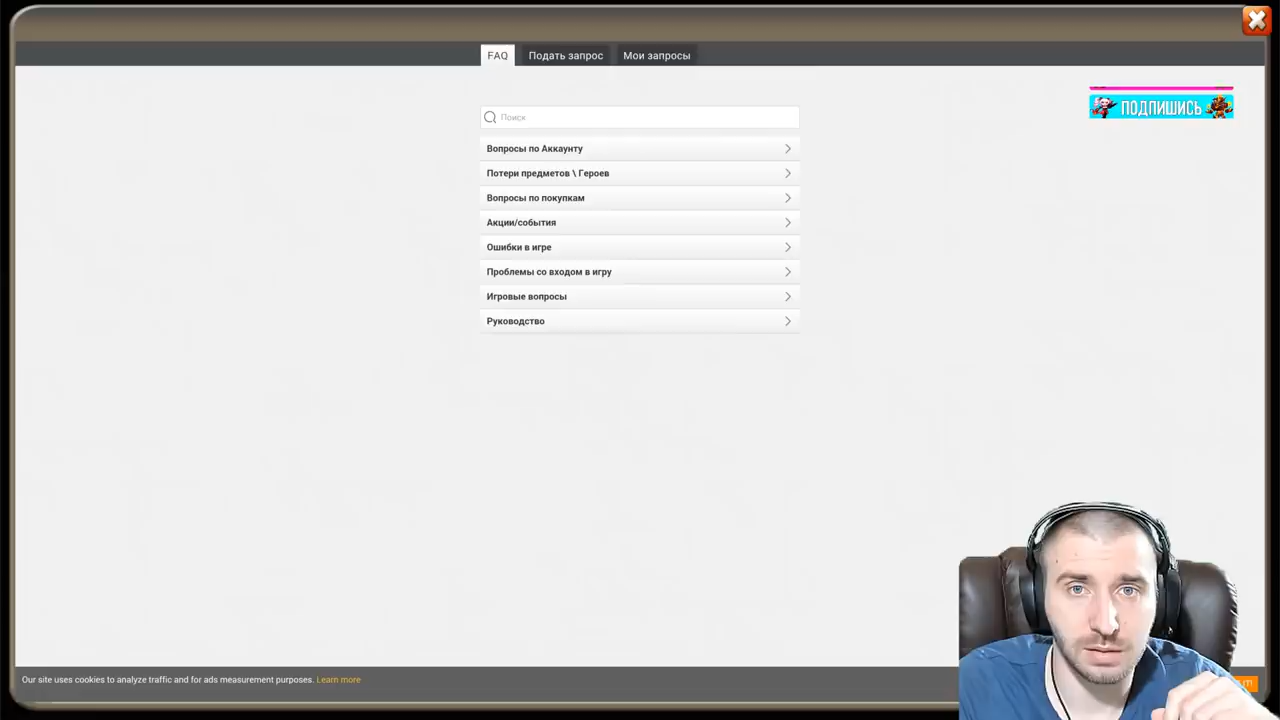 FAQ
Подать запрос
Мои запросы
ПОДПИШИСЬ
Поиск
Вопросы по Аккаунту
Потери предметов \ Героев
Вопросы по покупкам
Акции/события
Ошибки в игре
Проблемы со входом в игру
Игровые вопросы
Руководство
Our site uses cookies to analyze traffic and for ads measurement purposes. Learn more